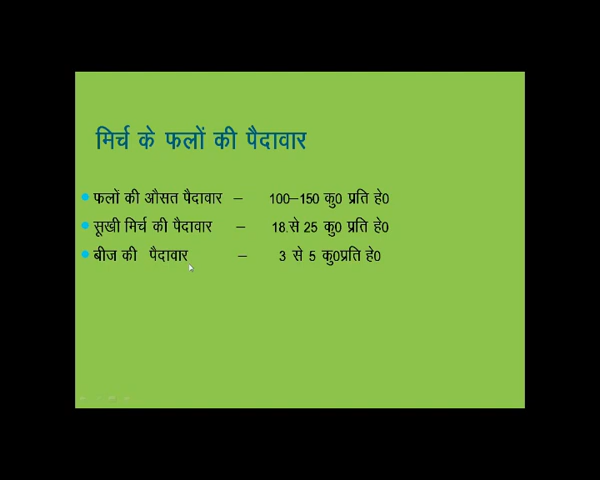 मिर्च के फलों की पैदावार
फलों की औसत पैदावार – 100–150 कु0 प्रति हे0
सूखी मिर्च की पैदावार – 18.से 25 कु0 प्रति हे0
बीज की पैदावार – 3 से 5 कु0प्रति हे0